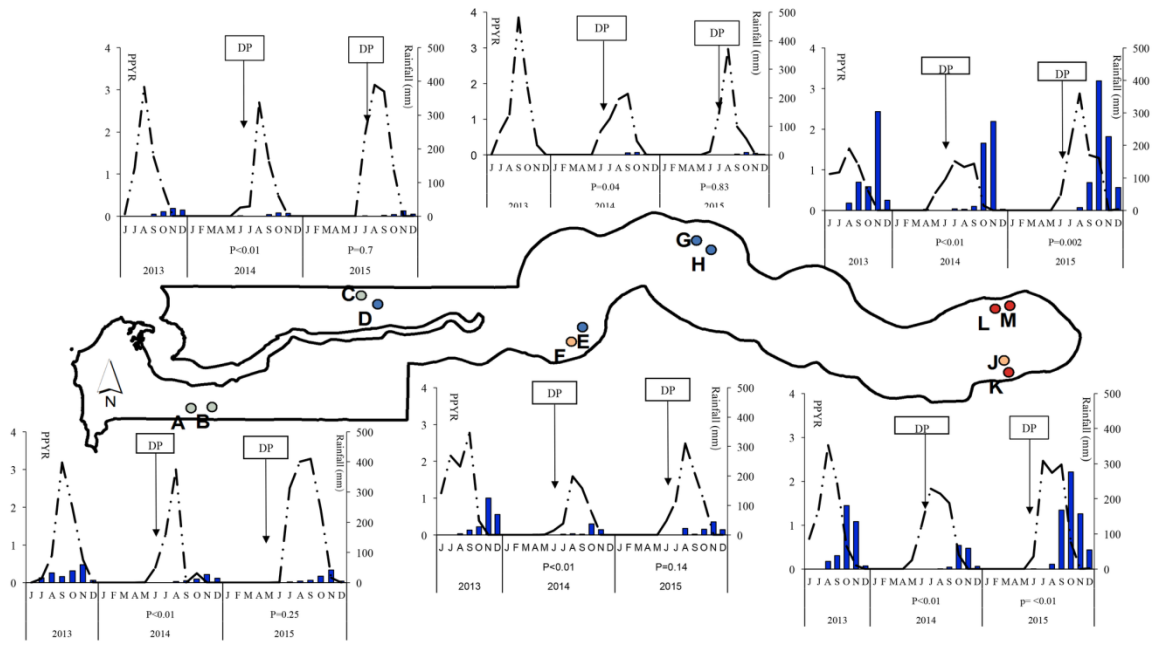 PPYR
DP
DP
Rainfall (mm)
4
3
2
1
0
500
400
300
200
100
0
J J A S O N D J F M A M J J A S O N D J F M A M J J A S O N D
P<0.01 P=0.7
2013 2014 2015
PPYR
DP
DP
Rainfall (mm)
4
3
2
1
0
500
400
300
200
100
0
J J A S O N D J F M A M J J A S O N D J F M A M J J A S O N D
P=0.04 P=0.83
2013 2014 2015
PPYR
DP
DP
Rainfall (mm)
4
3
2
1
0
500
400
300
200
100
0
J J A S O N D J F M A M J J A S O N D J F M A M J J A S O N D
P<0.01 P=0.002
2013 2014 2015
G
H
C
D
L M
E
F
J
K
N
A B
PPYR
DP
DP
Rainfall (mm)
4
3
2
1
0
500
400
300
200
100
0
J J A S O N D J F M A M J J A S O N D J F M A M J J A S O N D
P<0.01 P=0.25
2013 2014 2015
PPYR
DP
DP
Rainfall (mm)
4
3
2
1
0
500
400
300
200
100
0
J J A S O N D J F M A M J J A S O N D J F M A M J J A S O N D
P<0.01 P=0.14
2013 2014 2015
PPYR
DP
DP
Rainfall (mm)
4
3
2
1
0
500
400
300
200
100
0
J J A S O N D J F M A M J J A S O N D J F M A M J J A S O N D
P<0.01 p= <0.01
2013 2014 2015